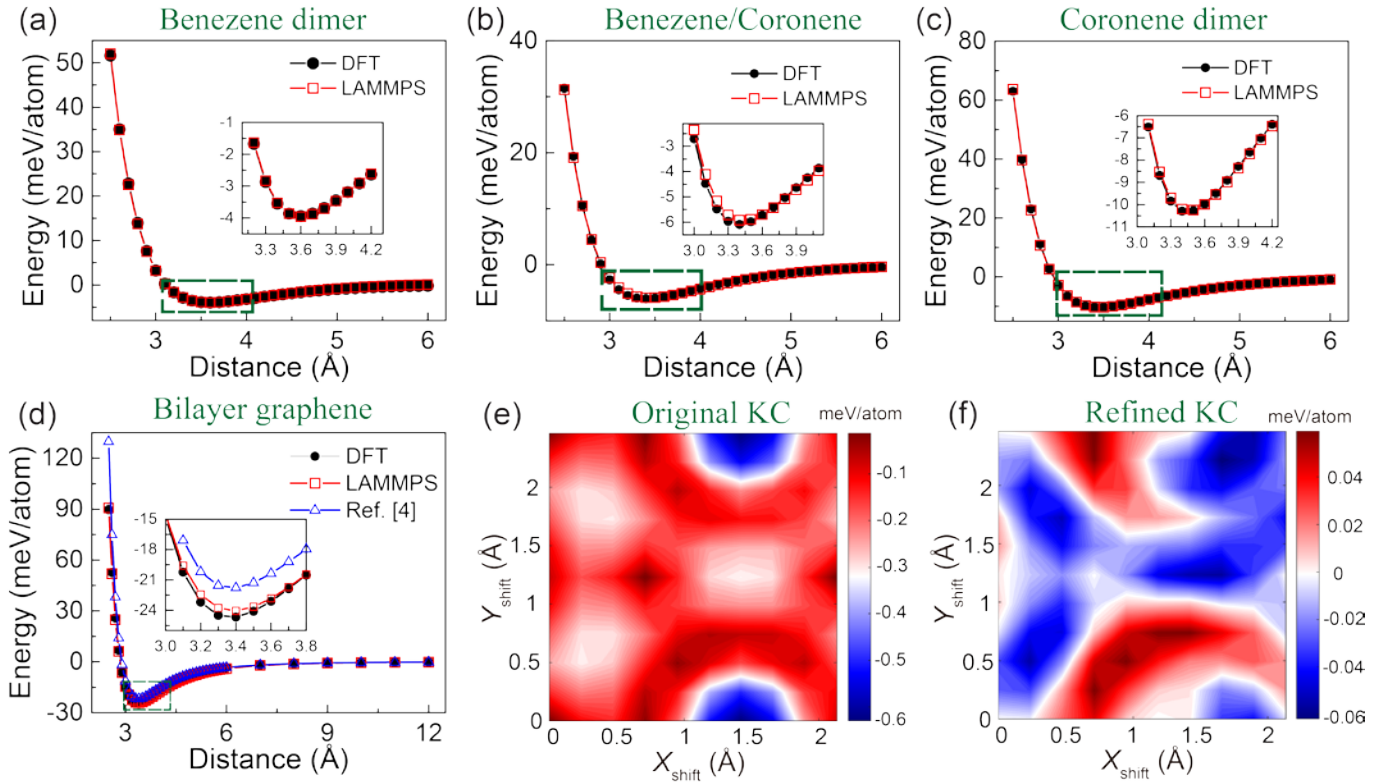 (a) Benezene dimer
Energy (meV/atom)
50
40
30
20
10
0
DFT
LAMMPS
-1
-2
-3
-4
3.3 3.6 3.9 4.2
3 4 5 6
Distance (Å)
(b) Benezene/Coronene
Energy (meV/atom)
40
20
0
DFT
LAMMPS
-3
-4
-5
-6
3.0 3.3 3.6 3.9
3 4 5 6
Distance (Å)
(c) Coronene dimer
Energy (meV/atom)
80
60
40
20
0
DFT
LAMMPS
-6
-7
-8
-9
-10
-11
3.0 3.3 3.6 3.9 4.2
3 4 5 6
Distance (Å)
(d) Bilayer graphene
Energy (meV/atom)
120
90
60
30
0
-30
DFT
LAMMPS
Ref. [4]
-15
-18
-21
-24
3.0 3.2 3.4 3.6 3.8
3 6 9 12
Distance (Å)
(e) Original KC meV/atom
Yshift (Å)
2
1.5
1
0.5
0
0 0.5 1 1.5 2
Xshift (Å)
-0.1
-0.2
-0.3
-0.4
-0.5
-0.6
(f) Refined KC meV/atom
Yshift (Å)
2
1.5
1
0.5
0
0 0.5 1 1.5 2
Xshift (Å)
0.04
0.02
0
-0.02
-0.04
-0.06